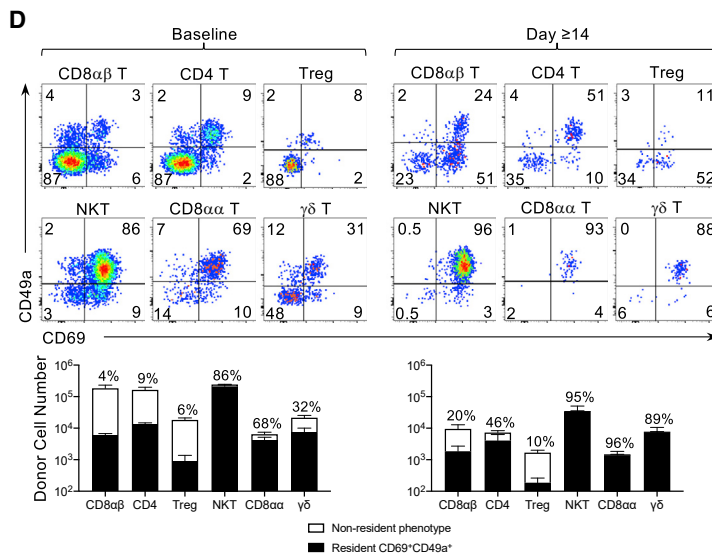 D
Baseline
Day ≥14
CD8αβ T
CD4 T
Treg
CD8αβ T
CD4 T
Treg
4 3
2 9
2 8
2 24
4 51
3 11
87 6
87 2
88 2
23 51
35 10
34 52
NKT
CD8αα T
γδ T
NKT
CD8αα T
γδ T
2 86
7 69
12 31
0.5 96
1 93
0 88
3 9
14 10
48 9
0.5 3
2 4
6 6
CD49a
CD69
Donor Cell Number
10⁶
10⁵
10⁴
10³
10²
4%
9%
6%
86%
68%
32%
CD8αβ CD4 Treg NKT CD8αα γδ
10⁶
10⁵
10⁴
10³
10²
20%
46%
10%
95%
96%
89%
CD8αβ CD4 Treg NKT CD8αα γδ
Non-resident phenotype
Resident CD69⁺CD49a⁺